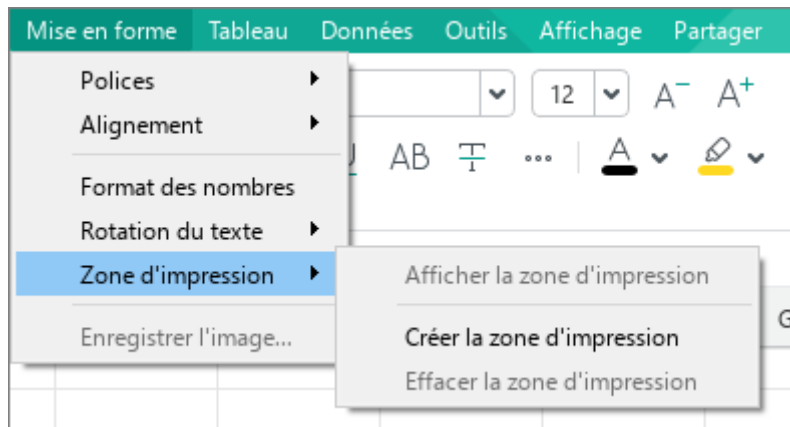 Mise en forme Tableau Données Outils Affichage Partager
Polices
12 A⁻ A⁺
Alignement
U AB T ... A
Format des nombres
Rotation du texte
Zone d'impression
Afficher la zone d'impression
G
Enregistrer l'image...
Créer la zone d'impression
Effacer la zone d'impression